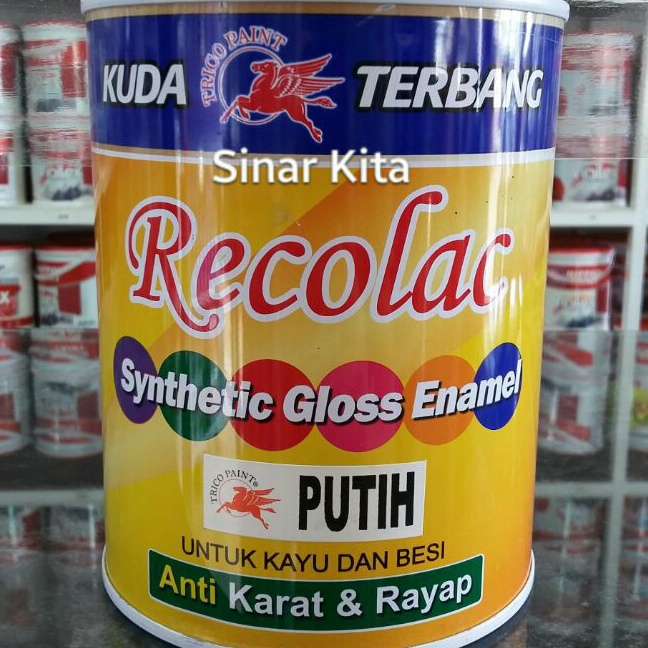 KUDA TERBANG
TRICO PAINT
Sinar Kita
Recolac
Synthetic Gloss Enamel
TRICO PAINT®
PUTIH
UNTUK KAYU DAN BESI
Anti Karat & Rayap